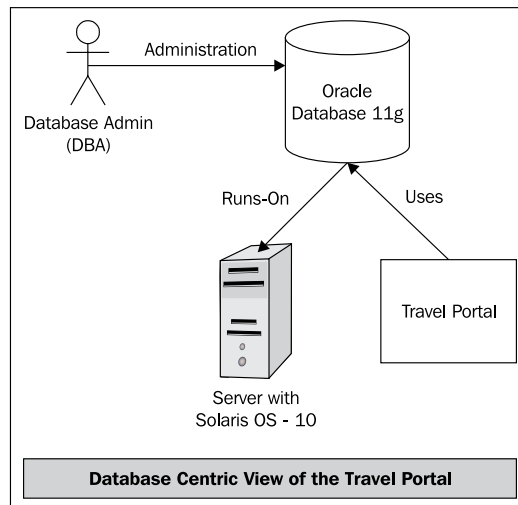 Administration
Oracle
Database 11g
Database Admin
(DBA)
Runs-On
Uses
Travel Portal
Server with
Solaris OS - 10
Database Centric View of the Travel Portal